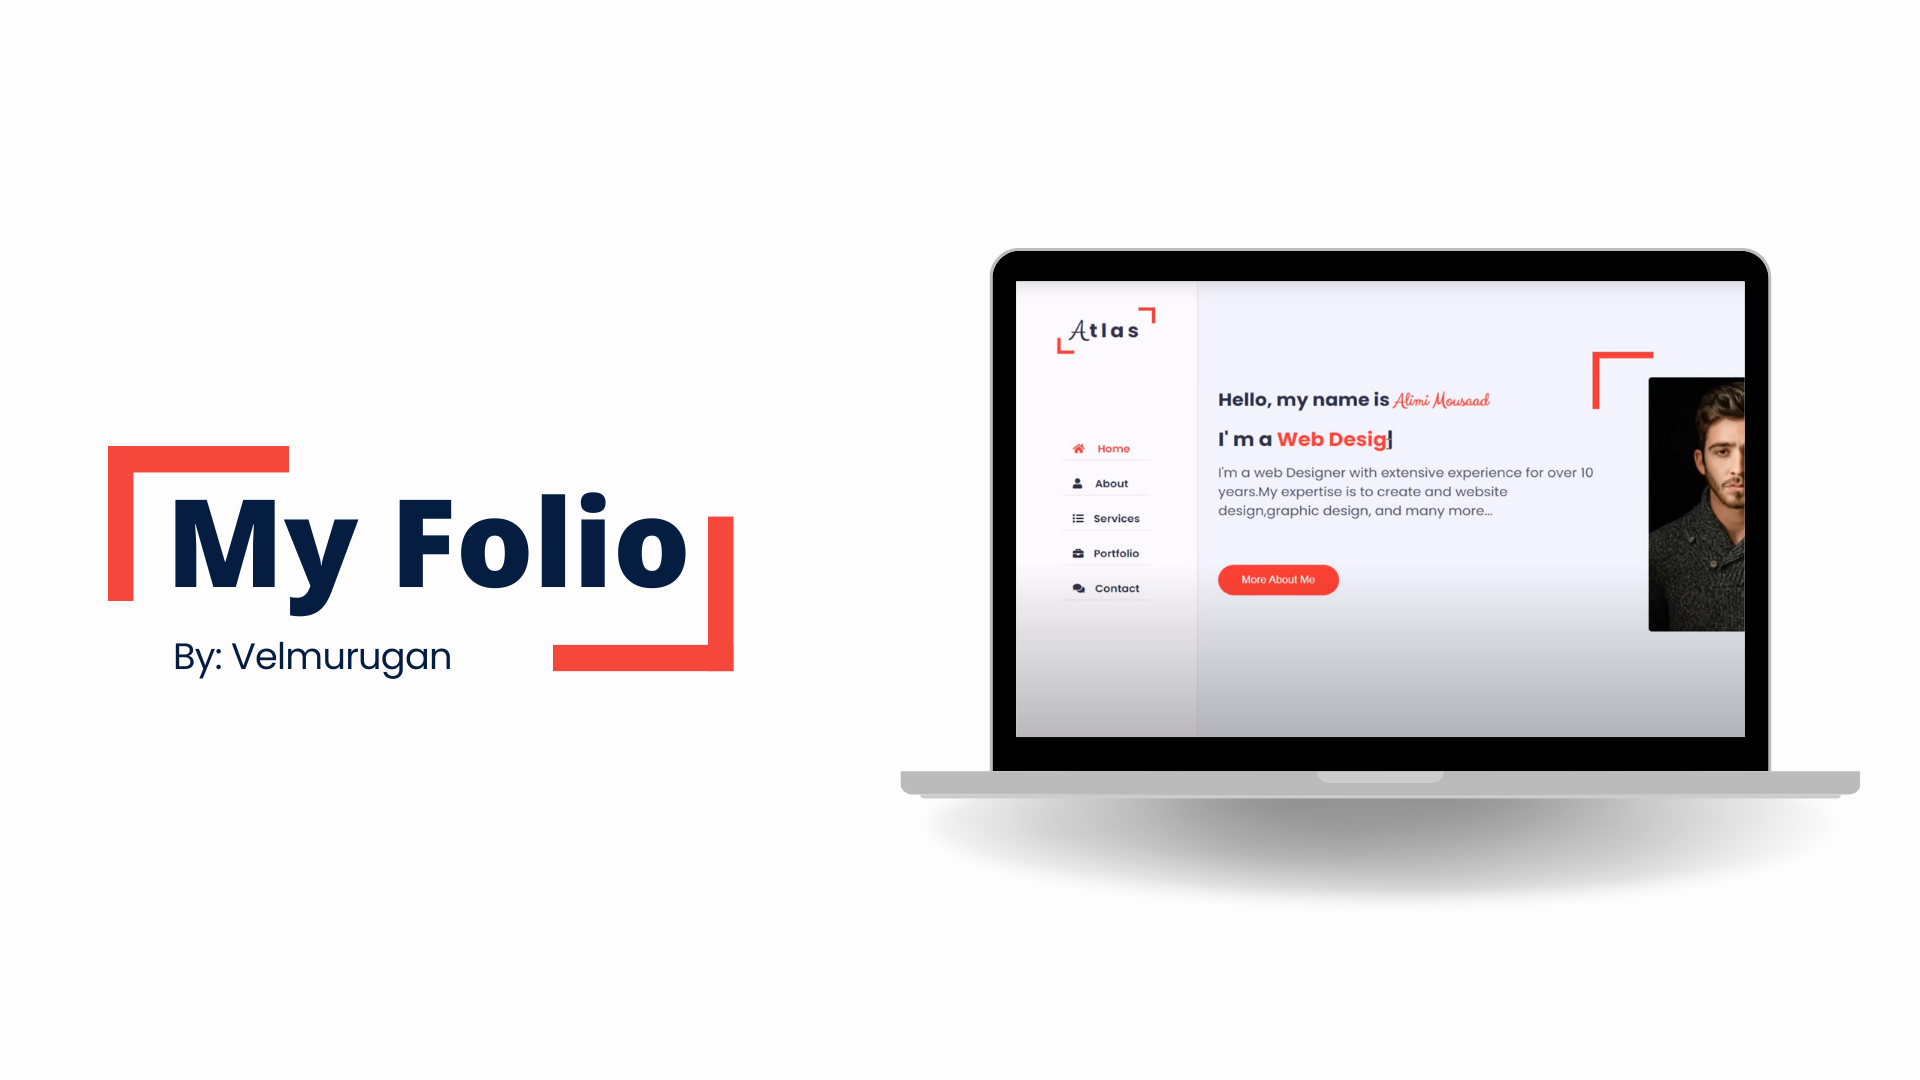 My Folio
By: Velmurugan
Atlas
Home
About
Services
Portfolio
Contact
Hello, my name is Alimi Mousaad
I' m a Web Desig
I'm a web Designer with extensive experience for over 10
years.My expertise is to create and website
design,graphic design, and many more...
More About Me